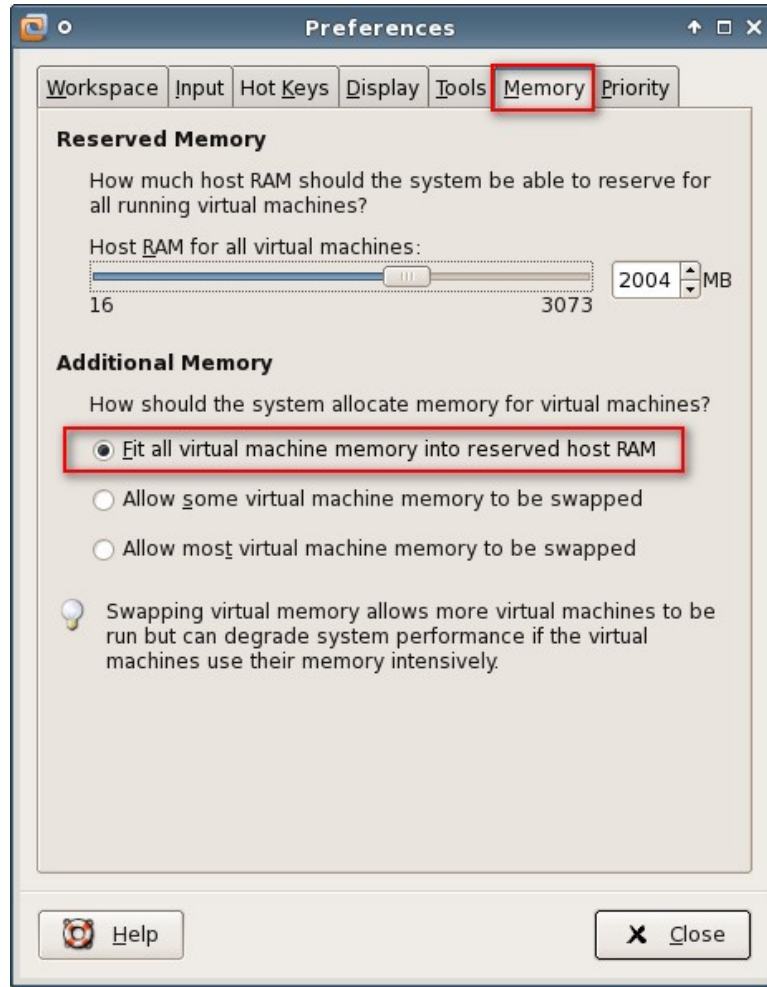 Preferences
Workspace Input Hot Keys Display Tools Memory Priority
Reserved Memory
How much host RAM should the system be able to reserve for
all running virtual machines?
Host RAM for all virtual machines:
2004 MB
16 3073
Additional Memory
How should the system allocate memory for virtual machines?
Fit all virtual machine memory into reserved host RAM
Allow some virtual machine memory to be swapped
Allow most virtual machine memory to be swapped
Swapping virtual memory allows more virtual machines to be
run but can degrade system performance if the virtual
machines use their memory intensively.
Help Close